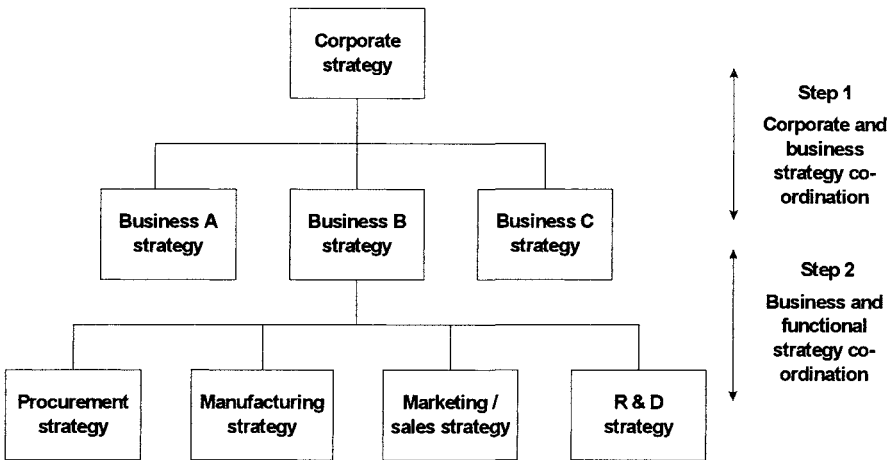 Corporate
strategy
Step 1
Corporate and
business
strategy co-
ordination
Business A
strategy
Business B
strategy
Business C
strategy
Step 2
Business and
functional
strategy co-
ordination
Procurement
strategy
Manufacturing
strategy
Marketing /
sales strategy
R & D
strategy